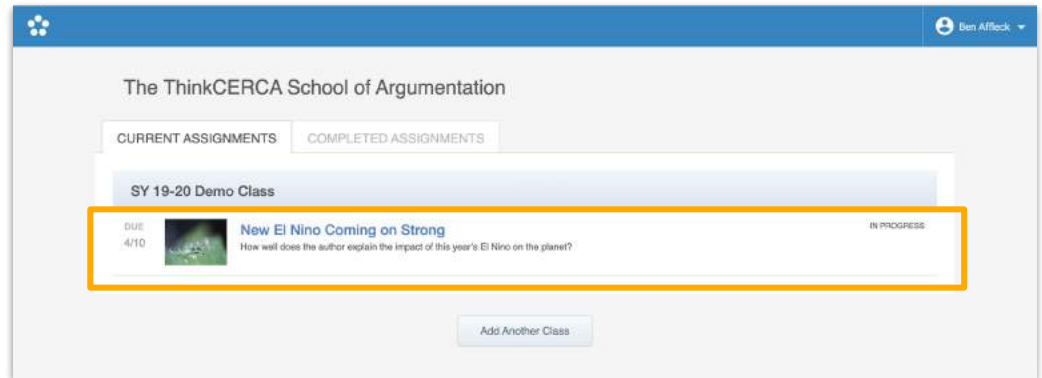 Ben Affleck
The ThinkCERCA School of Argumentation
CURRENT ASSIGNMENTS COMPLETED ASSIGNMENTS
SY 19-20 Demo Class
DUE
4/10
New El Nino Coming on Strong
How well does the author explain the impact of this year's El Nino on the planet?
IN PROGRESS
Add Another Class